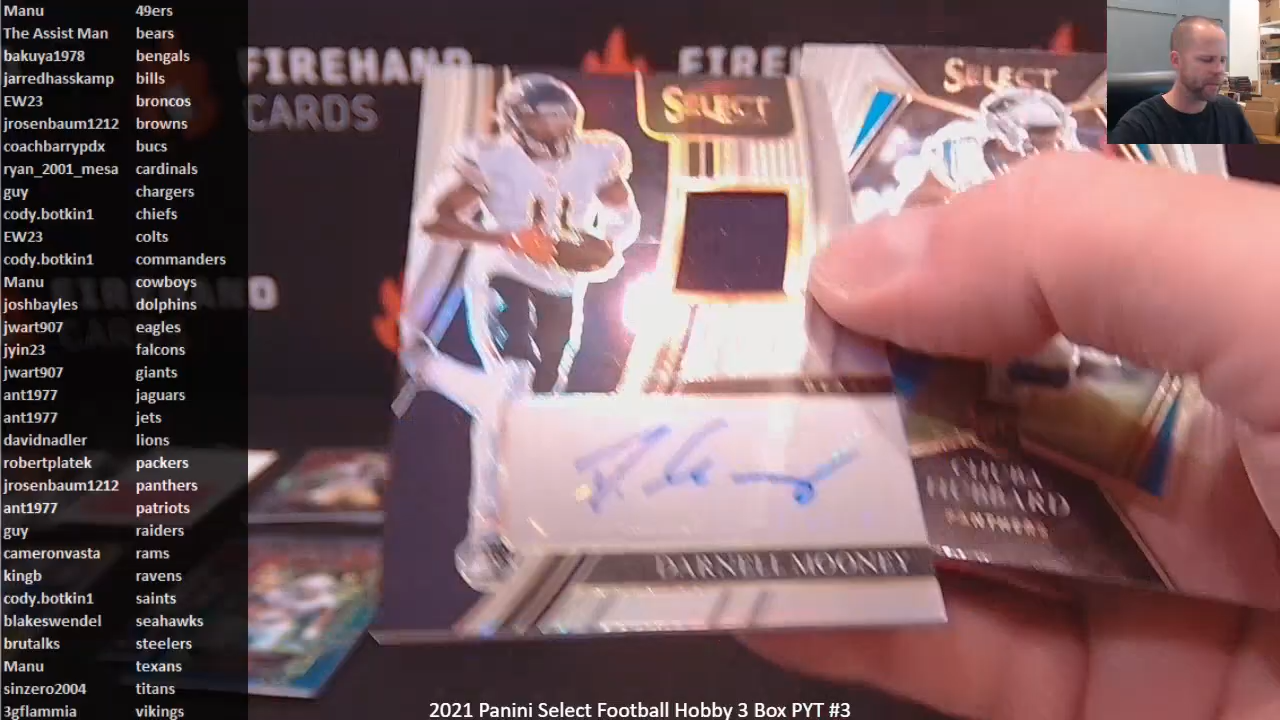 Manu 49ers
The Assist Man bears
bakuya1978 bengals
jarredhasskamp bills
EW23 broncos
jrosenbaum1212 browns
coachbarrypdx bucs
ryan_2001_mesa cardinals
guy chargers
cody.botkin1 chiefs
EW23 colts
cody.botkin1 commanders
Manu cowboys
joshbayles dolphins
jwart907 eagles
jyin23 falcons
jwart907 giants
ant1977 jaguars
ant1977 jets
davidnadler lions
robertplatek packers
jrosenbaum1212 panthers
ant1977 patriots
guy raiders
cameronvasta rams
kingb ravens
cody.botkin1 saints
blakeswendel seahawks
brutalks steelers
Manu texans
sinzero2004 titans
3gflammia vikings
FIREHAND
CARDS
SELECT
11
DARNELL MOONEY
SELECT
CHUBA
HUBBARD
PANTHERS
2021 Panini Select Football Hobby 3 Box PYT #3